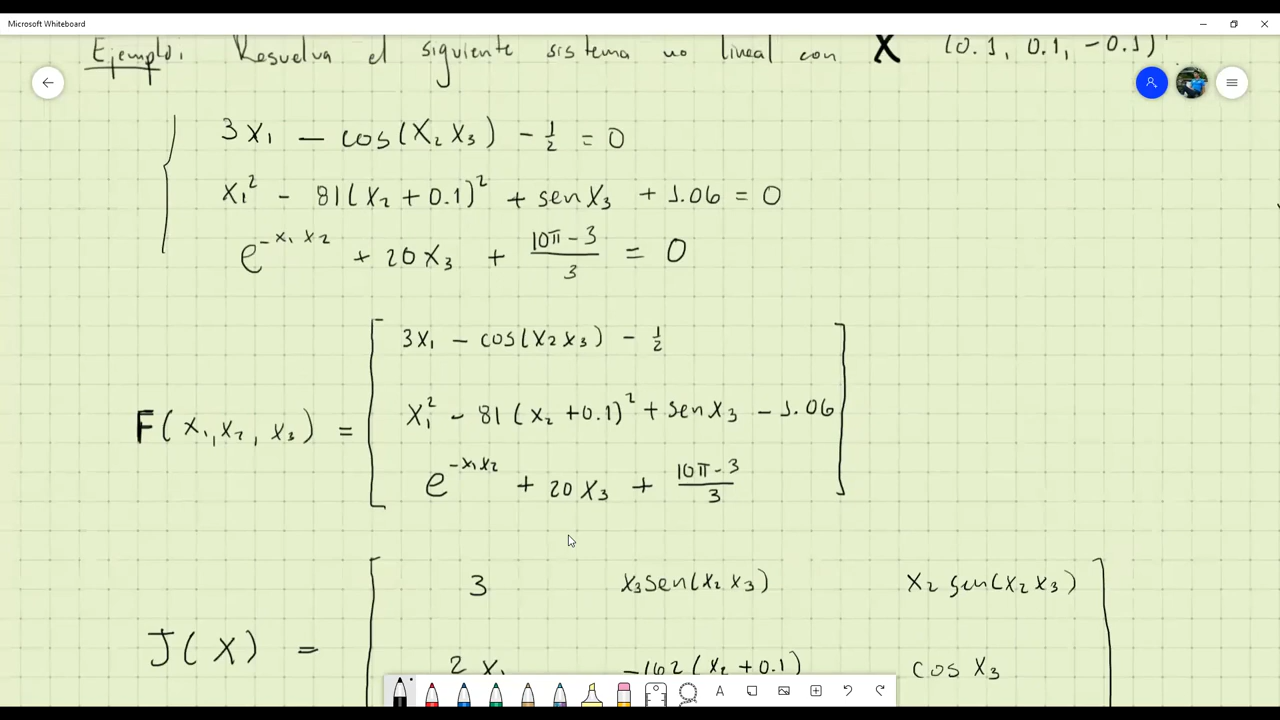 Microsoft Whiteboard
Ejemplo: Resuelva el siguiente sistema no lineal con X (0.1, 0.1, -0.1)ᵗ
3x₁ - cos(x₂x₃) - 1/2 = 0
x₁² - 81(x₂ + 0.1)² + sen x₃ + 1.06 = 0
e^(-x₁x₂) + 20x₃ + (10π - 3)/3 = 0
3x₁ - cos(x₂x₃) - 1/2
F(x₁, x₂, x₃) = x₁² - 81(x₂ + 0.1)² + sen x₃ - 1.06
e^(-x₁x₂) + 20x₃ + (10π - 3)/3
3 x₃sen(x₂x₃) x₂ sen(x₂x₃)
J(X) =
2x₁ -162(x₂ + 0.1) cos x₃